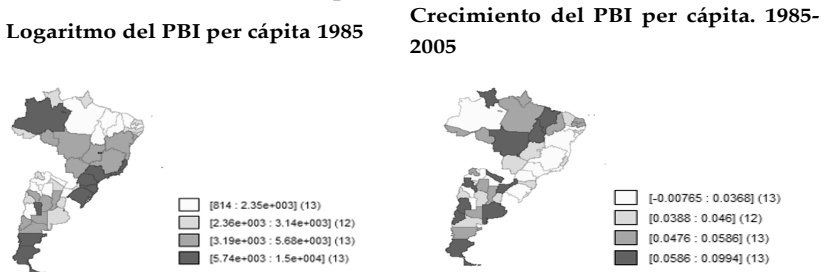 Logaritmo del PBI per cápita 1985
[814 : 2.35e+003] (13)
[2.36e+003 : 3.14e+003] (12)
[3.19e+003 : 5.68e+003] (13)
[5.74e+003 : 1.5e+004] (13)
Crecimiento del PBI per cápita. 1985-
2005
[-0.00765 : 0.0368] (13)
[0.0388 : 0.046] (12)
[0.0476 : 0.0586] (13)
[0.0586 : 0.0994] (13)